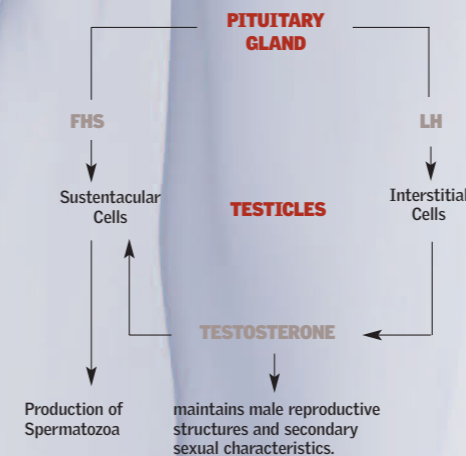 PITUITARY
GLAND
FHS
LH
Sustentacular
Cells
TESTICLES
Interstitial
Cells
TESTOSTERONE
Production of
Spermatozoa
maintains male reproductive
structures and secondary
sexual characteristics.